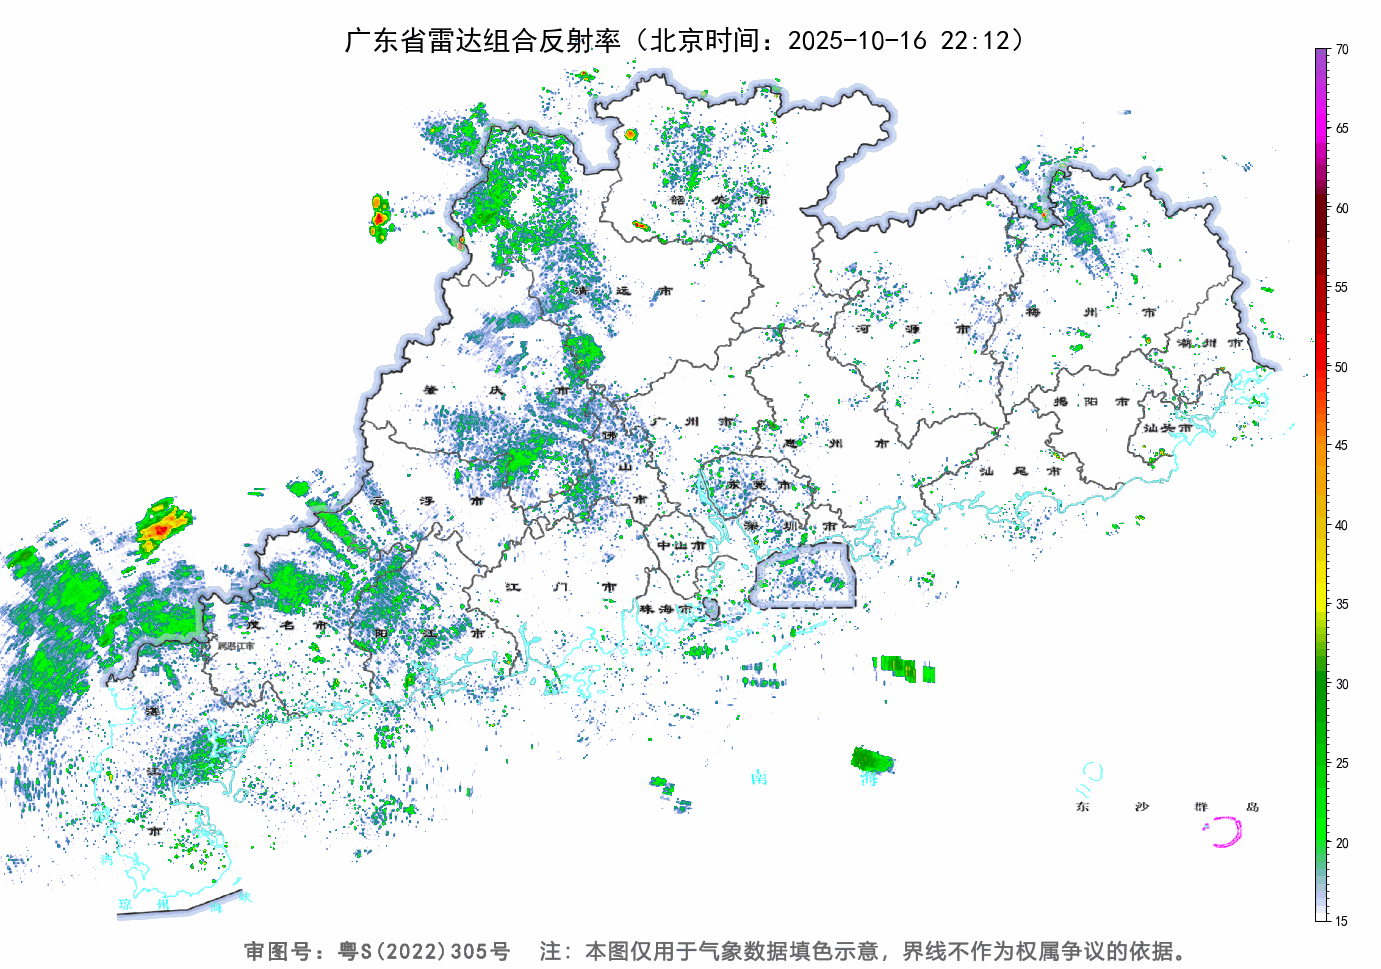 广东省雷达组合反射率（北京时间：2025-10-16 22:12）
70
65
60
55
50
45
40
35
30
25
20
15
韶关市
清远市
梅州市
河源市
潮州市
肇庆市
揭阳市
广州市
佛山市
惠州市
汕头市
汕尾市
东莞市
云浮市
深圳市
中山市
江门市
珠海市
茂名市
阳江市
属湛江市
湛江市
南海
东沙群岛
湾
琼州海峡
审图号：粤S(2022)305号 注：本图仅用于气象数据填色示意，界线不作为权属争议的依据。